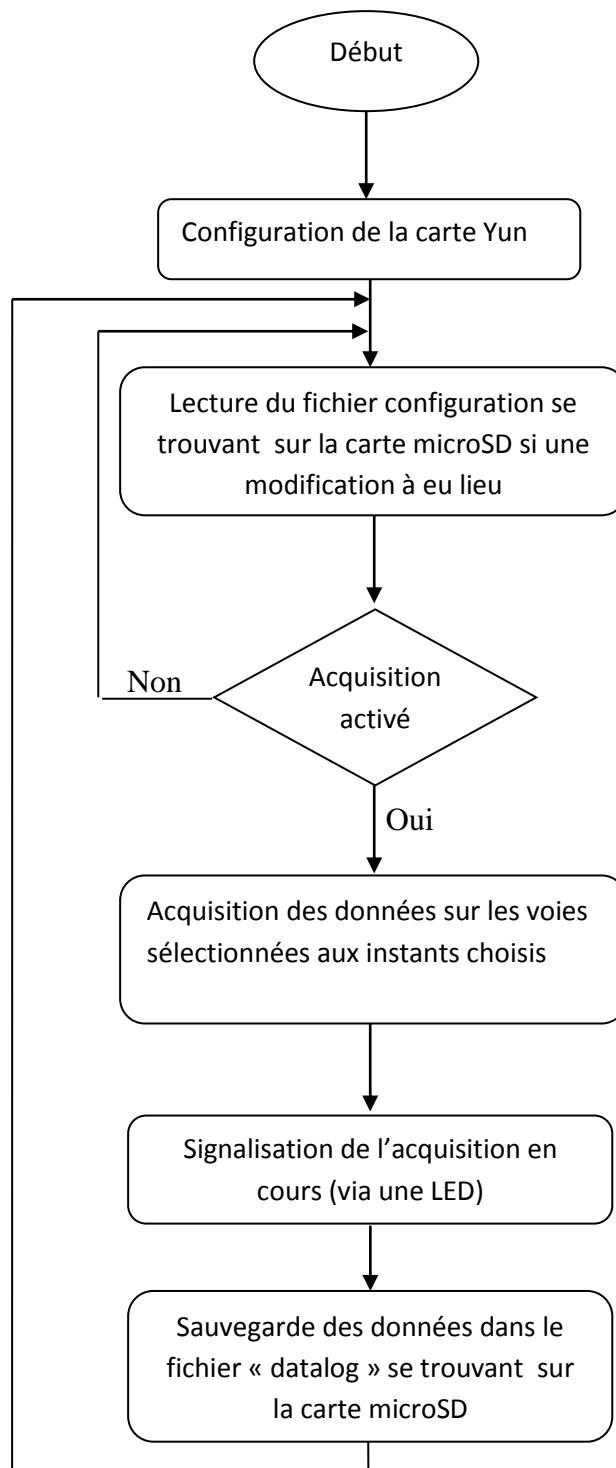 Début
Configuration de la carte Yun
Lecture du fichier configuration se
trouvant sur la carte microSD si une
modification à eu lieu
Non
Acquisition
activé
Oui
Acquisition des données sur les voies
sélectionnées aux instants choisis
Signalisation de l’acquisition en
cours (via une LED)
Sauvegarde des données dans le
fichier « datalog » se trouvant sur
la carte microSD